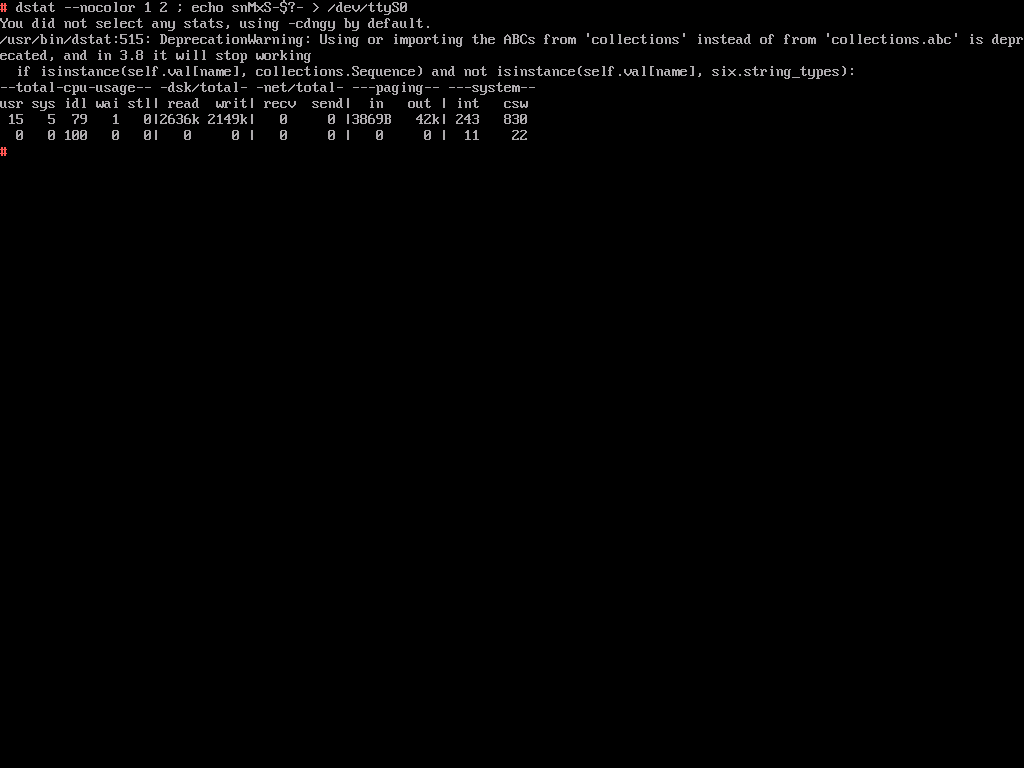 # dstat --nocolor 1 2 ; echo snMxS-$?- > /dev/ttyS0
You did not select any stats, using -cdngy by default.
/usr/bin/dstat:515: DeprecationWarning: Using or importing the ABCs from 'collections' instead of from 'collections.abc' is depr
ecated, and in 3.8 it will stop working
  if isinstance(self.val[name], collections.Sequence) and not isinstance(self.val[name], six.string_types):
--total-cpu-usage-- -dsk/total- -net/total- ---paging-- ---system--
usr sys idl wai stl| read  writ| recv  send|  in   out | int   csw
 15   5  79   1   0|2636k 2149k|   0     0 |3869B   42k| 243   830
  0   0 100   0   0|   0     0 |   0     0 |   0     0 |  11    22
#